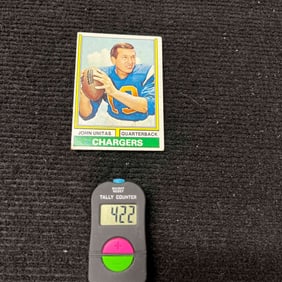 JOHN UNITAS QUARTERBACK
CHARGERS
TALLY COUNTER
422